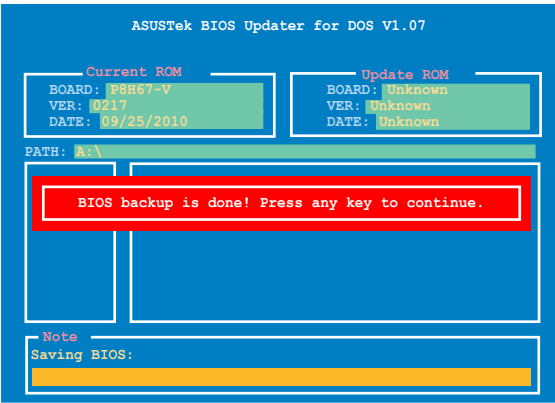 ASUSTek BIOS Updater for DOS V1.07
Current ROM
BOARD: P8H67-V
VER: 0217
DATE: 09/25/2010
Update ROM
BOARD: Unknown
VER: Unknown
DATE: Unknown
PATH: A:\
BIOS backup is done! Press any key to continue.
Note
Saving BIOS: